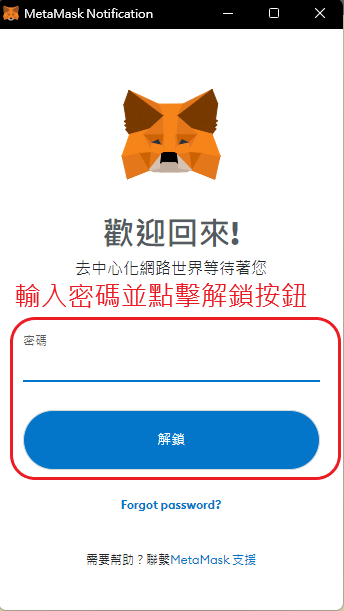 MetaMask Notification
歡迎回來!
去中心化網路世界等待著您
輸入密碼並點擊解鎖按鈕
密碼
解鎖
Forgot password?
需要幫助?聯繫MetaMask 支援